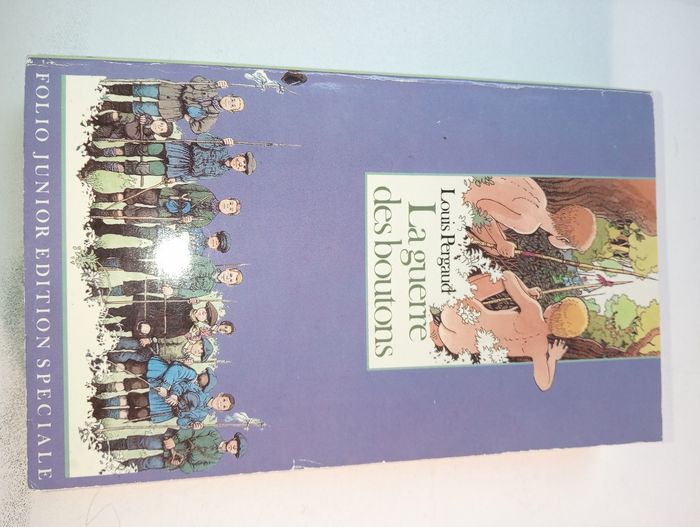 Louis Pergaud
La guerre
des boutons
FOLIO JUNIOR EDITION SPECIALE